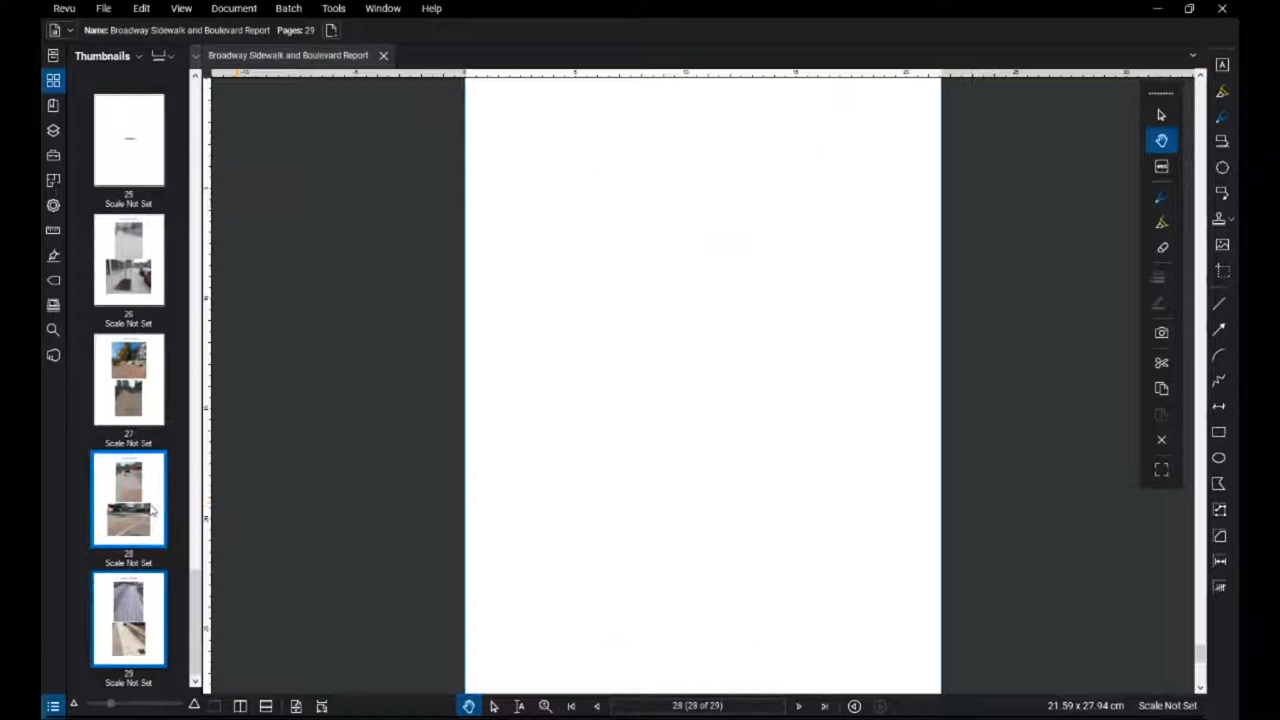 Revu File Edit View Document Batch Tools Window Help
Name: Broadway Sidewalk and Boulevard Report Pages: 29
Thumbnails
Broadway Sidewalk and Boulevard Report
25
Scale Not Set
26
Scale Not Set
27
Scale Not Set
28
Scale Not Set
29
Scale Not Set
28 (29 of 29)
21.59 x 27.94 cm
Scale Not Set